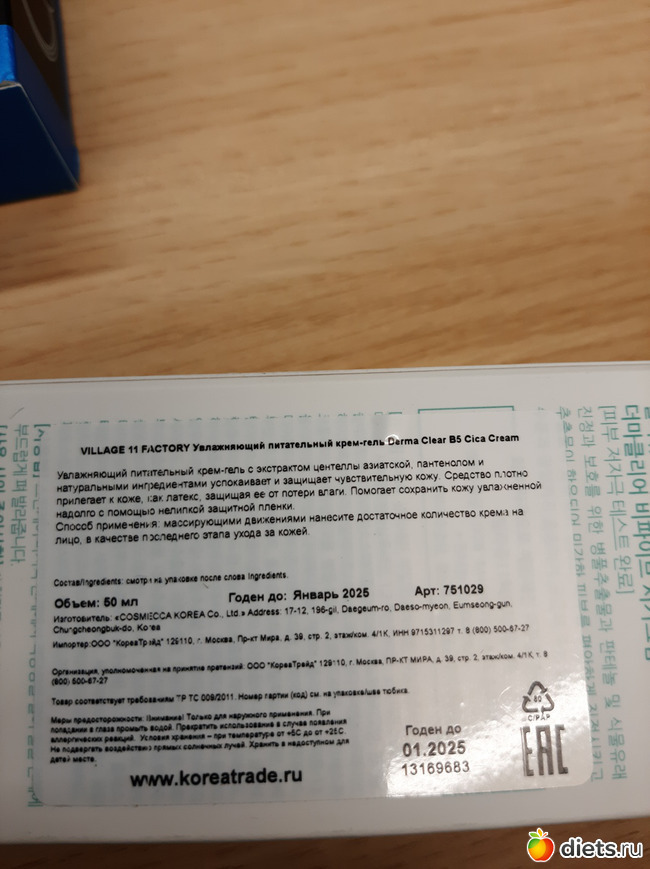 VILLAGE 11 FACTORY Увлажняющий питательный крем-гель Derma Clear B5 Cica Cream
Увлажняющий питательный крем-гель с экстрактом центеллы азиатской, пантенолом и
натуральными ингредиентами успокаивает и защищает чувствительную кожу. Средство плотно
прилегает к коже, как латекс, защищая ее от потери влаги. Помогает сохранить кожу увлажненной
надолго с помощью нелипкой защитной пленки.
Способ применения: массирующими движениями нанесите достаточное количество крема на
лицо, в качестве последнего этапа ухода за кожей.
Состав/Ingredients: смотри на упаковке после слова Ingredients.
Объем: 50 мл Годен до: Январь 2025 Арт: 751029
Изготовитель: «COSMECCA KOREA Co., Ltd.» Address: 17-12, 196-gil, Daegeum-ro, Daeso-myeon, Eumseong-gun,
Chungcheongbuk-do, Korea
Импортер:ООО "КореаТрейд" 129110, г. Москва, Пр-кт Мира, д. 39, стр. 2, этаж/ком. 4/1К, ИНН 9715311297 т. 8 (800) 500-67-27
Организация, уполномоченная на принятие претензий: ООО "КореаТрейд" 129110, г. Москва, ПР-КТ МИРА, д. 39, стр. 2, этаж/ком. 4/1К, т. 8
(800) 500-67-27
Товар соответствует требованиям ТР ТС 009/2011. Номер партии (код) см. на упаковке/шве тюбика.
Меры предосторожности: Внимание! Только для наружного применения. При
попадании в глаза промыть водой. Прекратить использование в случае появления
аллергических реакций. Условия хранения – при температуре от +5С до от +25С.
Не подвергать воздействию прямых солнечных лучей. Хранить в недоступном для
детей месте.
www.koreatrade.ru
Годен до
01.2025
13169683
C/PAP
EAC
diets.ru